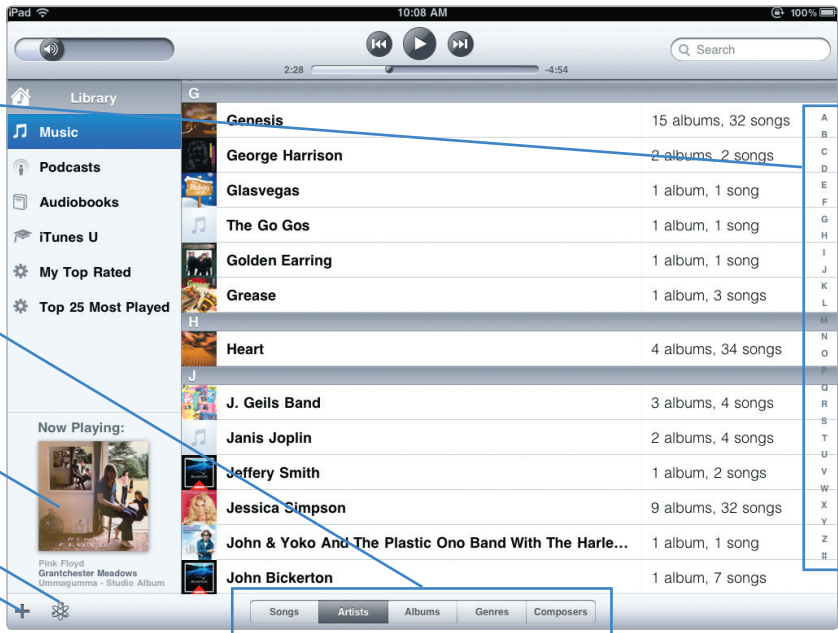 iPad 10:08 AM 100%
Search
2:28 -4:54
Library
Music
Podcasts
Audiobooks
iTunes U
My Top Rated
Top 25 Most Played
Now Playing:
Pink Floyd
Grantchester Meadows
Ummagumma - Studio Album
G
Genesis 15 albums, 32 songs
George Harrison 2 albums, 2 songs
Glasvegas 1 album, 1 song
The Go Gos 1 album, 1 song
Golden Earring 1 album, 1 song
Grease 1 album, 3 songs
H
Heart 4 albums, 34 songs
J
J. Geils Band 3 albums, 4 songs
Janis Joplin 2 albums, 4 songs
Jeffery Smith 1 album, 2 songs
Jessica Simpson 9 albums, 32 songs
John & Yoko And The Plastic Ono Band With The Harle... 1 album, 1 song
John Bickerton 1 album, 7 songs
A
B
C
D
E
F
G
H
I
J
K
L
M
N
O
P
Q
R
S
T
U
V
W
X
Y
Z
#
Songs Artists Albums Genres Composers